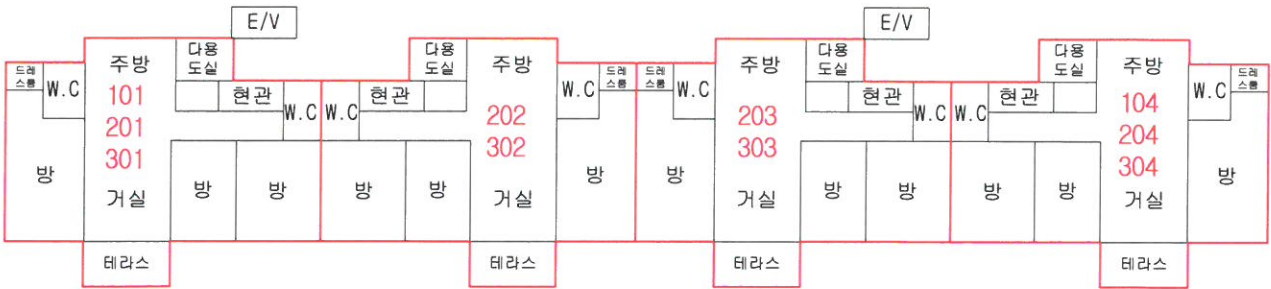 E/V
E/V
주방
다용
도실
다용
도실
주방
주방
다용
도실
다용
도실
주방
드레
스룸
W.C
101
201
301
현관
W.C
W.C
현관
202
302
W.C
드레
스룸
드레
스룸
W.C
203
303
현관
W.C
W.C
현관
104
204
304
W.C
드레
스룸
방
거실
방
방
방
방
거실
방
방
거실
방
방
방
방
거실
방
테라스
테라스
테라스
테라스